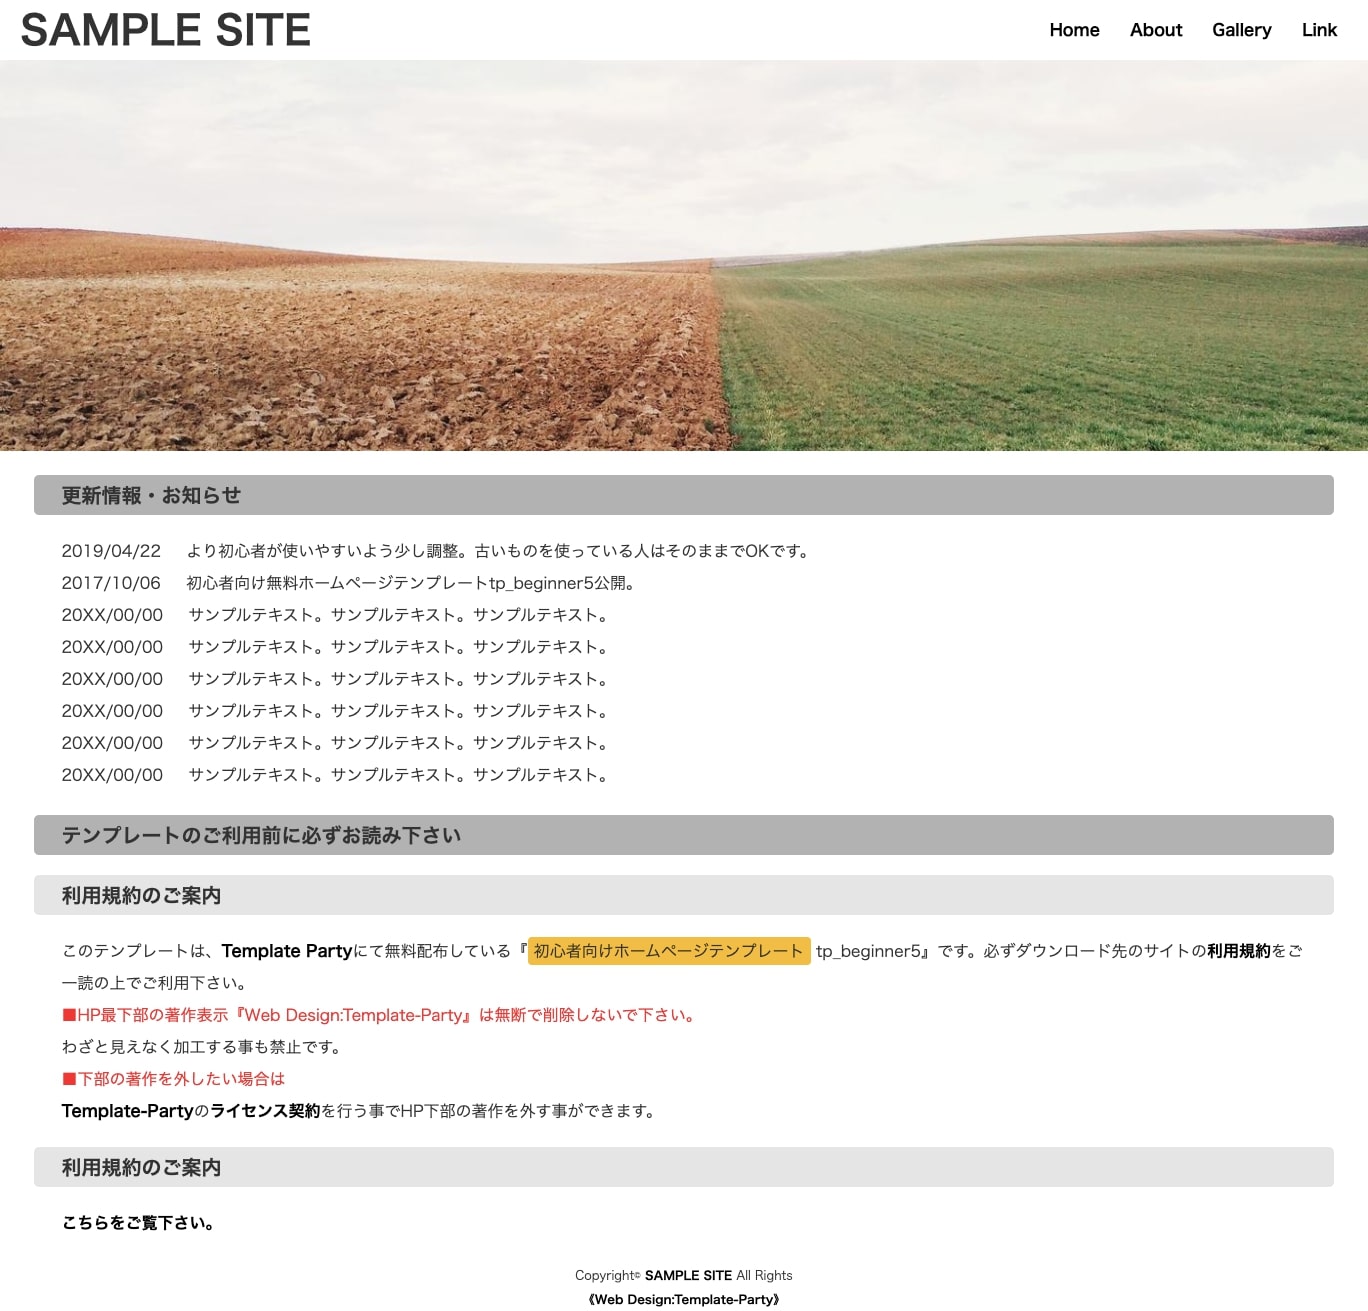 SAMPLE SITE
Home About Gallery Link
更新情報・お知らせ
2019/04/22 より初心者が使いやすいよう少し調整。古いものを使っている人はそのままでOKです。
2017/10/06 初心者向け無料ホームページテンプレートtp_beginner5公開。
20XX/00/00 サンプルテキスト。サンプルテキスト。サンプルテキスト。
20XX/00/00 サンプルテキスト。サンプルテキスト。サンプルテキスト。
20XX/00/00 サンプルテキスト。サンプルテキスト。サンプルテキスト。
20XX/00/00 サンプルテキスト。サンプルテキスト。サンプルテキスト。
20XX/00/00 サンプルテキスト。サンプルテキスト。サンプルテキスト。
20XX/00/00 サンプルテキスト。サンプルテキスト。サンプルテキスト。
テンプレートのご利用前に必ずお読み下さい
利用規約のご案内
このテンプレートは、Template Partyにて無料配布している『初心者向けホームページテンプレート tp_beginner5』です。必ずダウンロード先のサイトの利用規約をご
一読の上でご利用下さい。
■HP最下部の著作表示『Web Design:Template-Party』は無断で削除しないで下さい。
わざと見えなく加工する事も禁止です。
■下部の著作を外したい場合は
Template-Partyのライセンス契約を行う事でHP下部の著作を外す事ができます。
利用規約のご案内
こちらをご覧下さい。
Copyright© SAMPLE SITE All Rights
《Web Design:Template-Party》